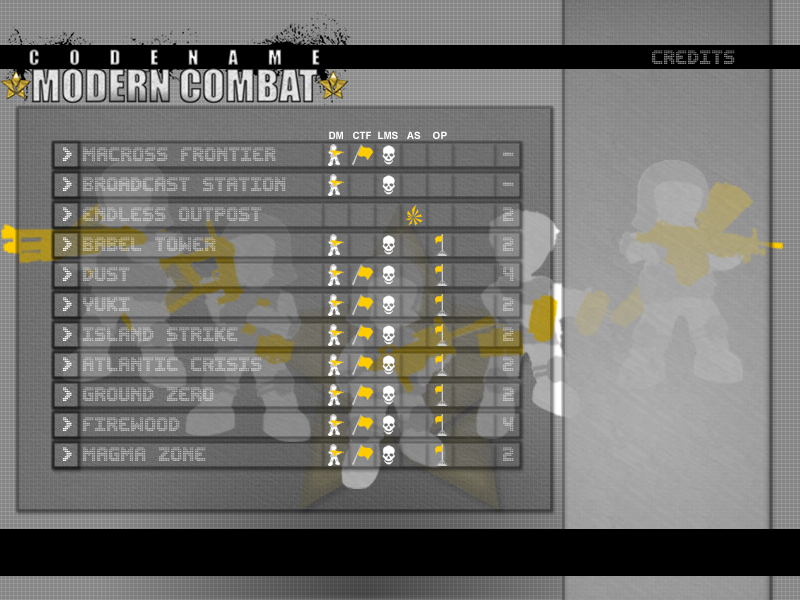 CODENAME
MODERN COMBAT
CREDITS
DM CTF LMS AS OP
MACROSS FRONTIER -
BROADCAST STATION -
ENDLESS OUTPOST 2
BABEL TOWER 2
DUST 4
YUKI 2
ISLAND STRIKE 2
ATLANTIC CRISIS 2
GROUND ZERO 2
FIREWOOD 4
MAGMA ZONE 2